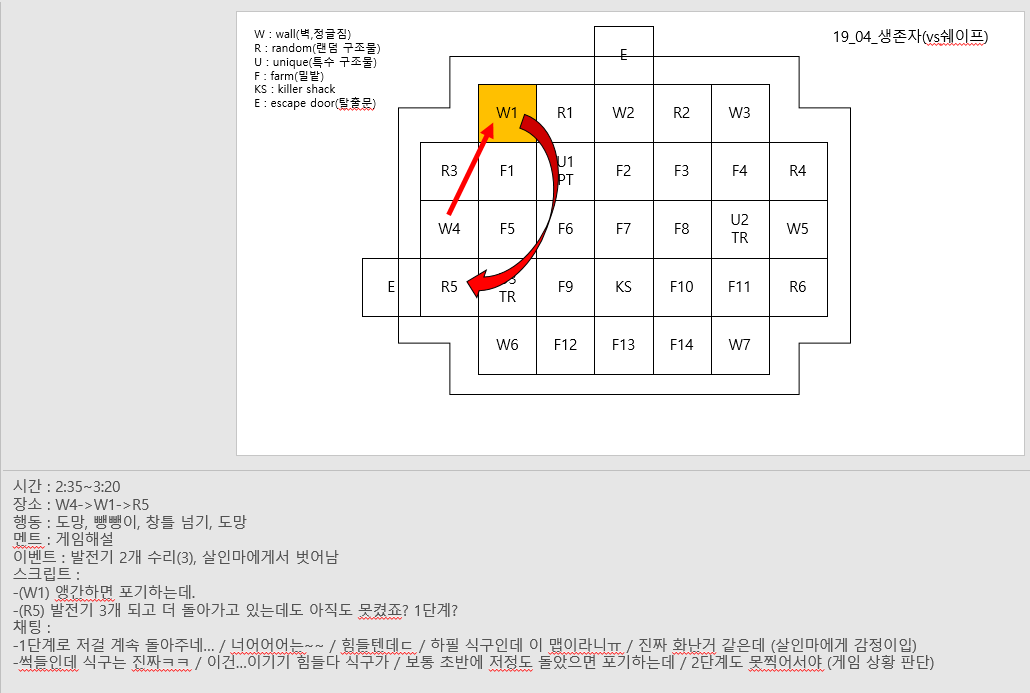 W : wall(벽,정글짐)
R : random(랜덤 구조물)
U : unique(특수 구조물)
F : farm(밀밭)
KS : killer shack
E : escape door(탈출문)
19_04_생존자(vs쉐이프)
E
W1 R1 W2 R2 W3
R3 F1 U1 PT F2 F3 F4 R4
W4 F5 F6 F7 F8 U2 TR W5
E R5 TR F9 KS F10 F11 R6
W6 F12 F13 F14 W7
시간 : 2:35~3:20
장소 : W4->W1->R5
행동 : 도망, 뺑뺑이, 창틀 넘기, 도망
멘트 : 게임해설
이벤트 : 발전기 2개 수리(3), 살인마에게서 벗어남
스크립트 :
-(W1) 앵간하면 포기하는데.
-(R5) 발전기 3개 되고 더 돌아가고 있는데도 아직도 못켰죠? 1단계?
채팅 :
-1단계로 저걸 계속 돌아주네... / 너어어어는~~ / 힘들텐데ㄷ / 하필 식구인데 이 맵이라니ㅠ / 진짜 화난거 같은데 (살인마에게 감정이입)
-썩들인데 식구는 진짜ㅋㅋ / 이건...이기기 힘들다 식구가 / 보통 초반에 저정도 돌았으면 포기하는데 / 2단계도 못찍어서야 (게임 상황 판단)